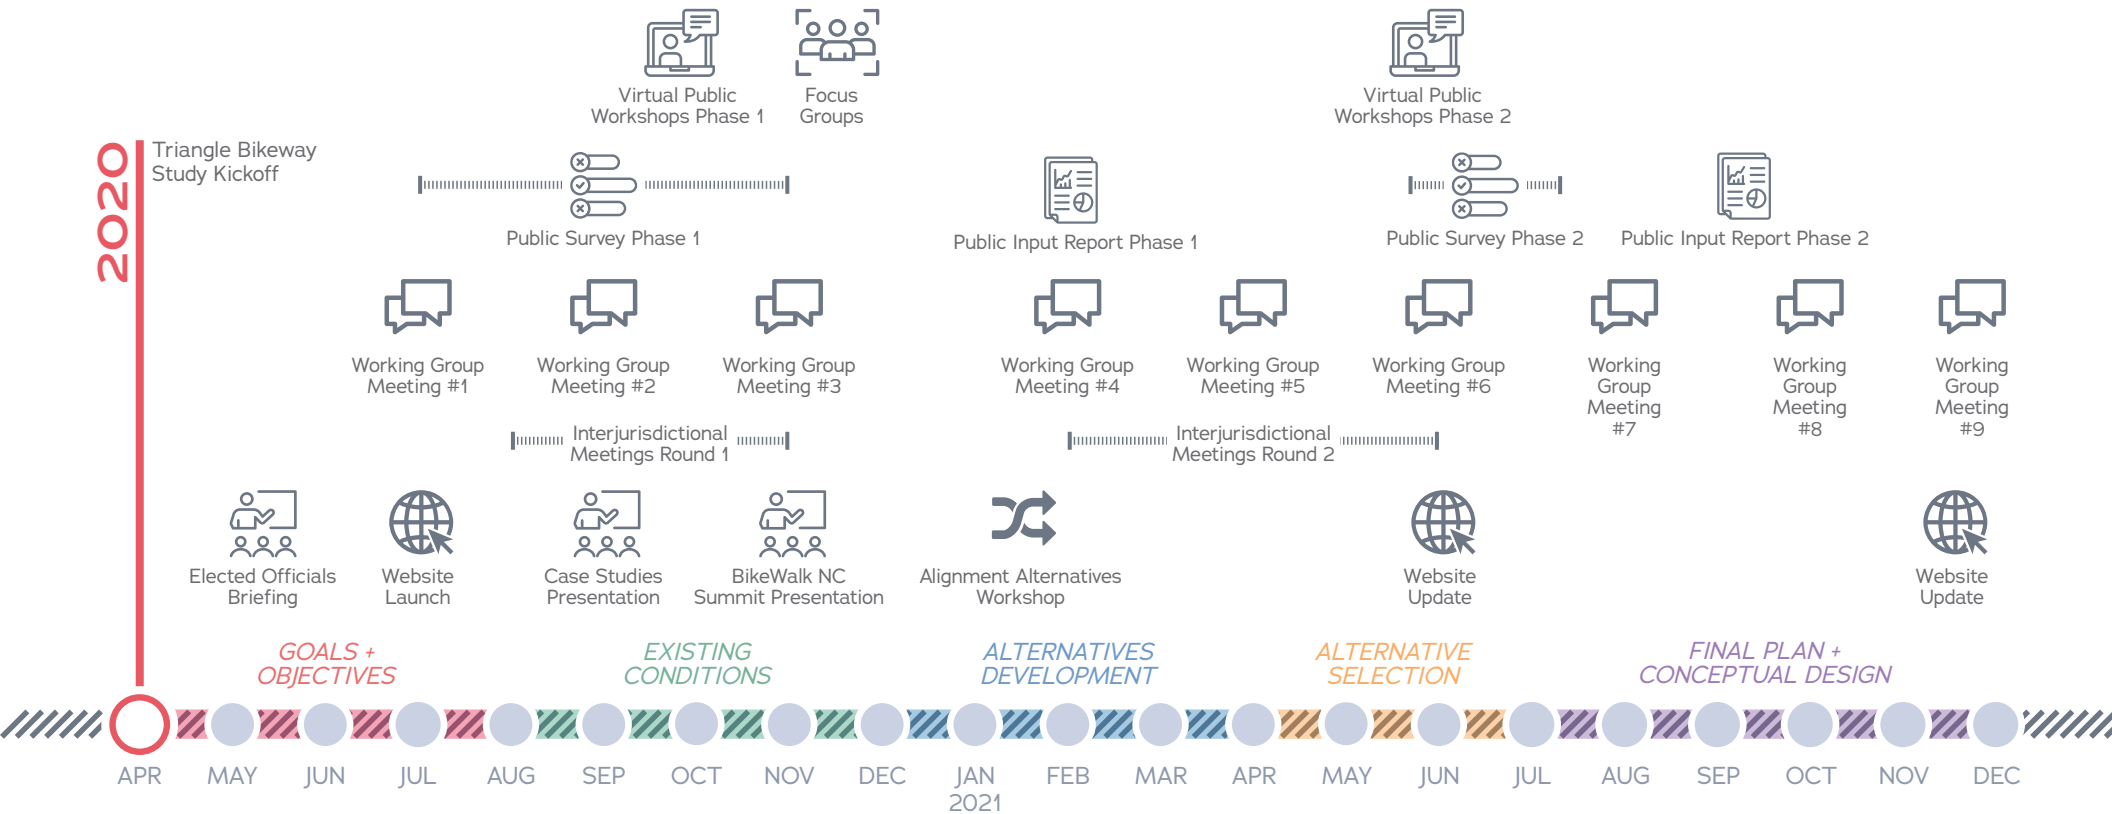 Virtual Public
Workshops Phase 1
Focus
Groups
Virtual Public
Workshops Phase 2
2020
Triangle Bikeway
Study Kickoff
Public Survey Phase 1
Public Input Report Phase 1
Public Survey Phase 2
Public Input Report Phase 2
Working Group
Meeting #1
Working Group
Meeting #2
Working Group
Meeting #3
Working Group
Meeting #4
Working Group
Meeting #5
Working Group
Meeting #6
Working
Group
Meeting
#7
Working
Group
Meeting
#8
Working
Group
Meeting
#9
Interjurisdictional
Meetings Round 1
Interjurisdictional
Meetings Round 2
Elected Officials
Briefing
Website
Launch
Case Studies
Presentation
BikeWalk NC
Summit Presentation
Alignment Alternatives
Workshop
Website
Update
Website
Update
GOALS +
OBJECTIVES
EXISTING
CONDITIONS
ALTERNATIVES
DEVELOPMENT
ALTERNATIVE
SELECTION
FINAL PLAN +
CONCEPTUAL DESIGN
APR
MAY
JUN
JUL
AUG
SEP
OCT
NOV
DEC
JAN
2021
FEB
MAR
APR
MAY
JUN
JUL
AUG
SEP
OCT
NOV
DEC